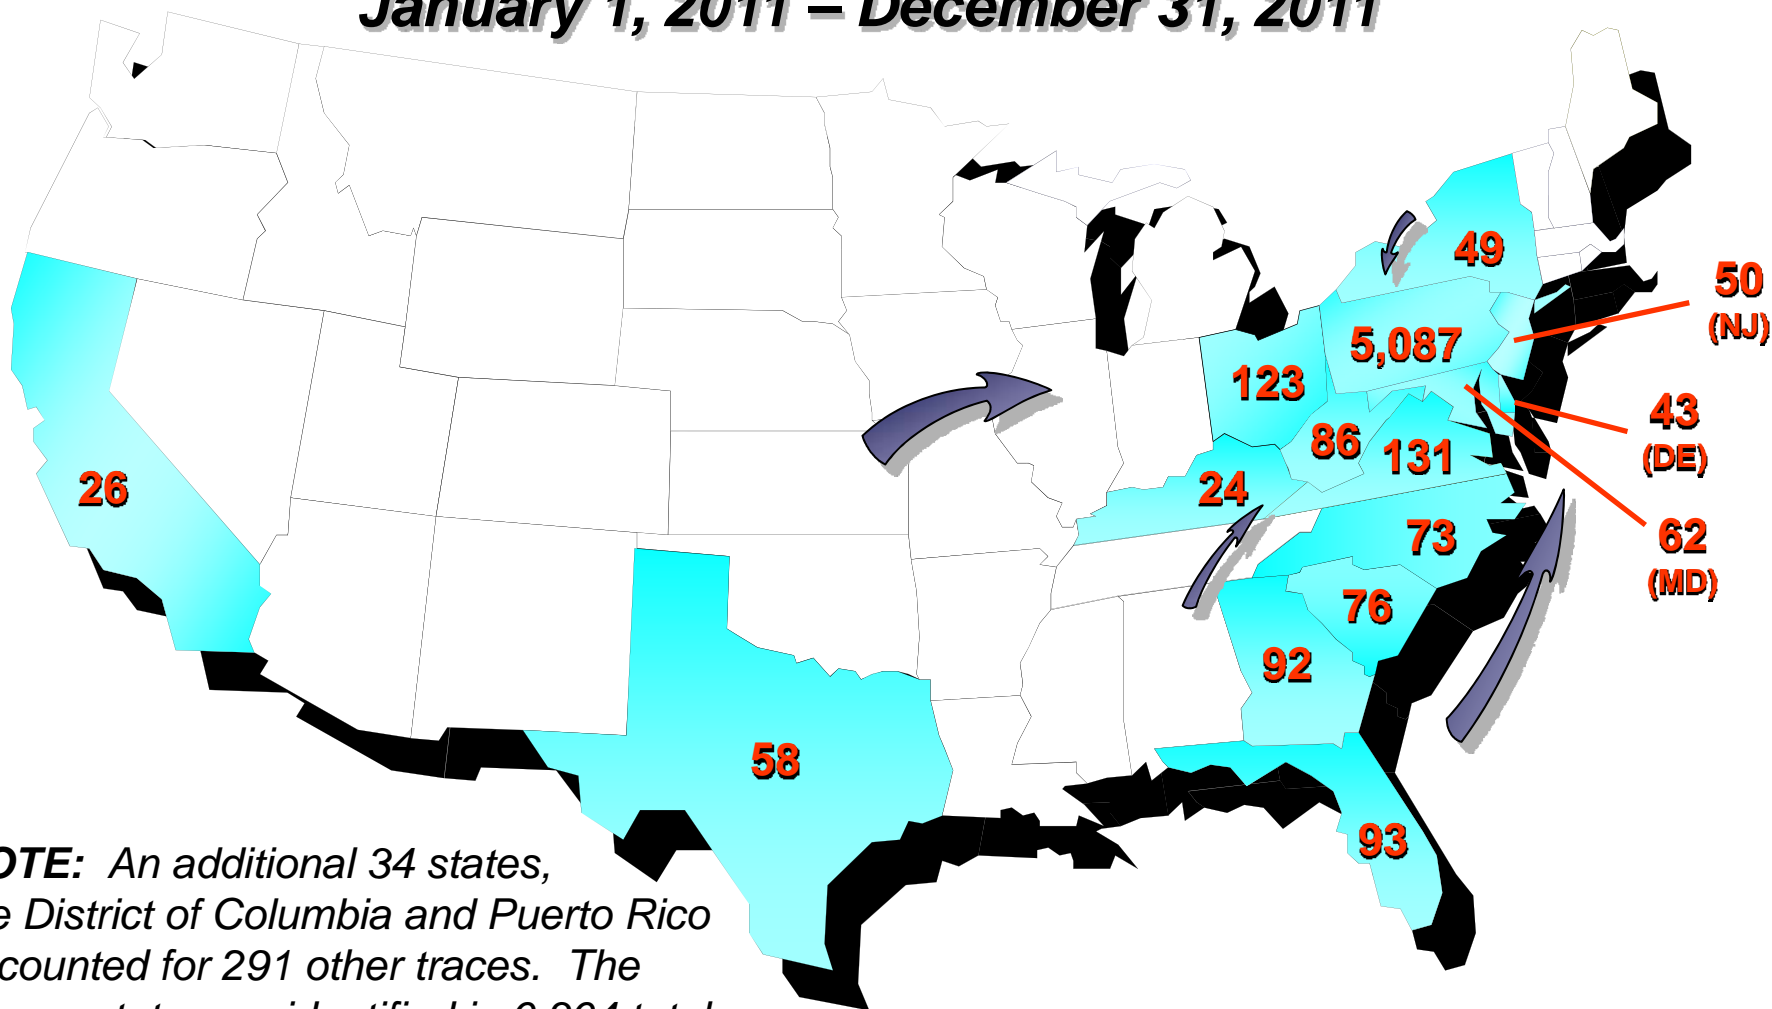 January 1, 2011 – December 31, 2011
49
50
(NJ)
5,087
123
43
(DE)
86
131
26
24
73
62
(MD)
76
92
58
93
OTE: An additional 34 states,
e District of Columbia and Puerto Rico
counted for 291 other traces. The